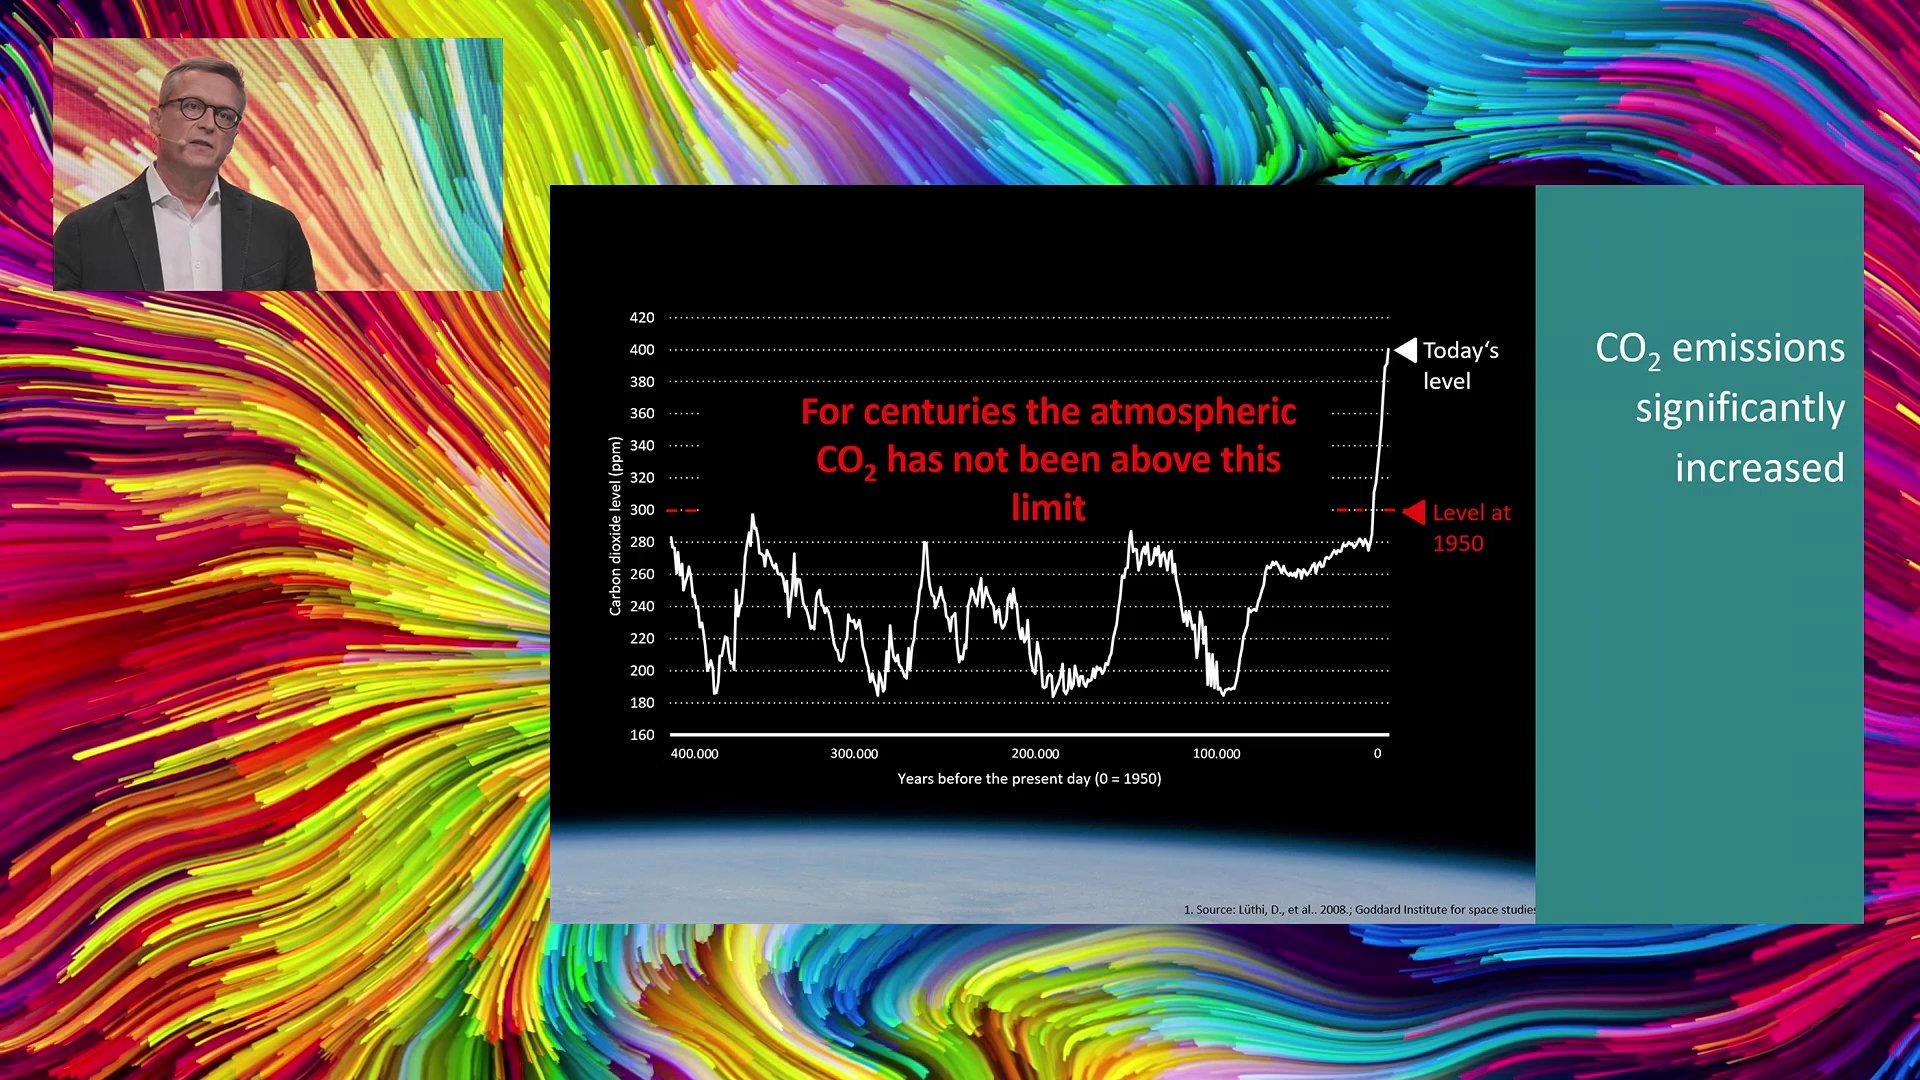 CO₂ emissions
significantly
increased
For centuries the atmospheric
CO₂ has not been above this
limit
Today‘s
level
Level at
1950
Carbon dioxide level (ppm)
420
400
380
360
340
320
300
280
260
240
220
200
180
160
400.000 300.000 200.000 100.000 0
Years before the present day (0 = 1950)
1. Source: Lüthi, D., et al.. 2008.; Goddard Institute for space studies